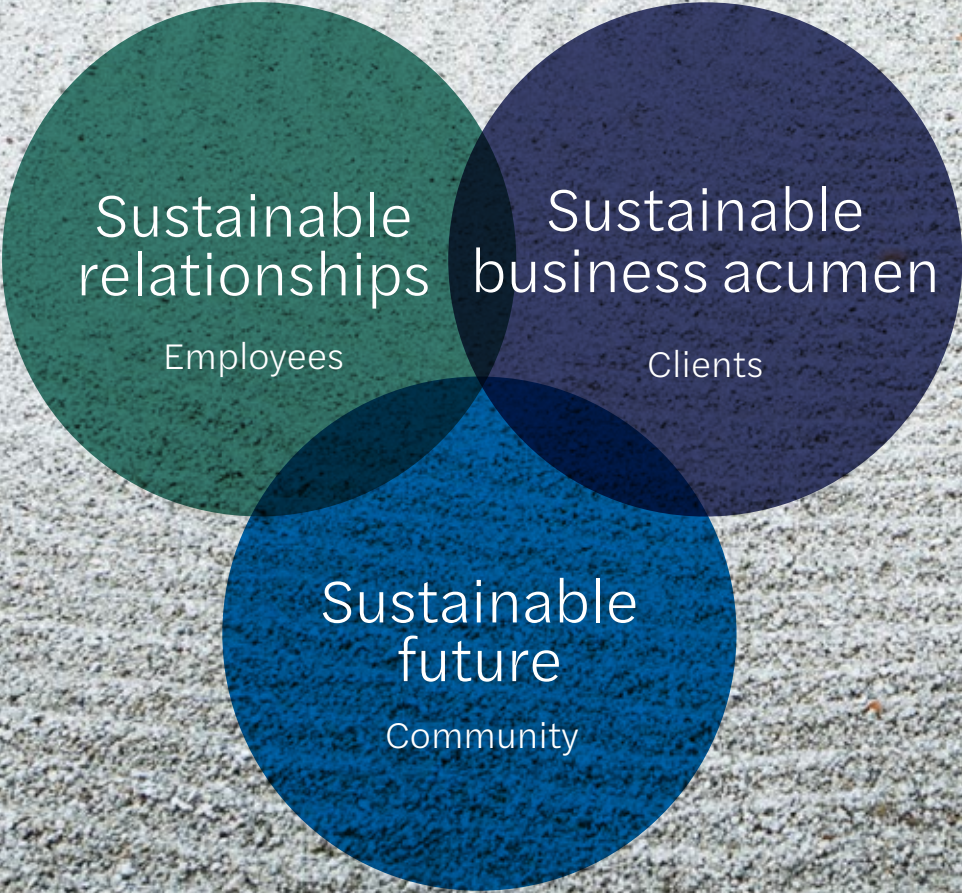 Sustainable
relationships
Employees
Sustainable
business acumen
Clients
Sustainable
future
Community